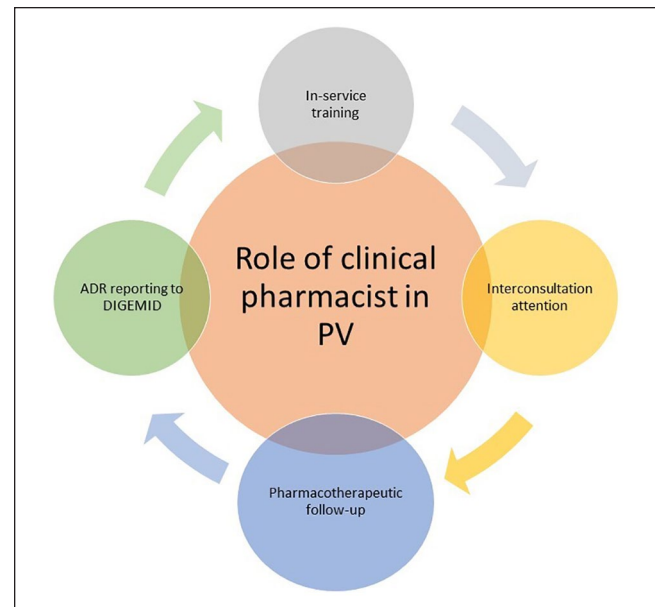 In-service
training
Role of clinical
pharmacist in
PV
ADR reporting to
DIGEMID
Interconsultation
attention
Pharmacotherapeutic
follow-up